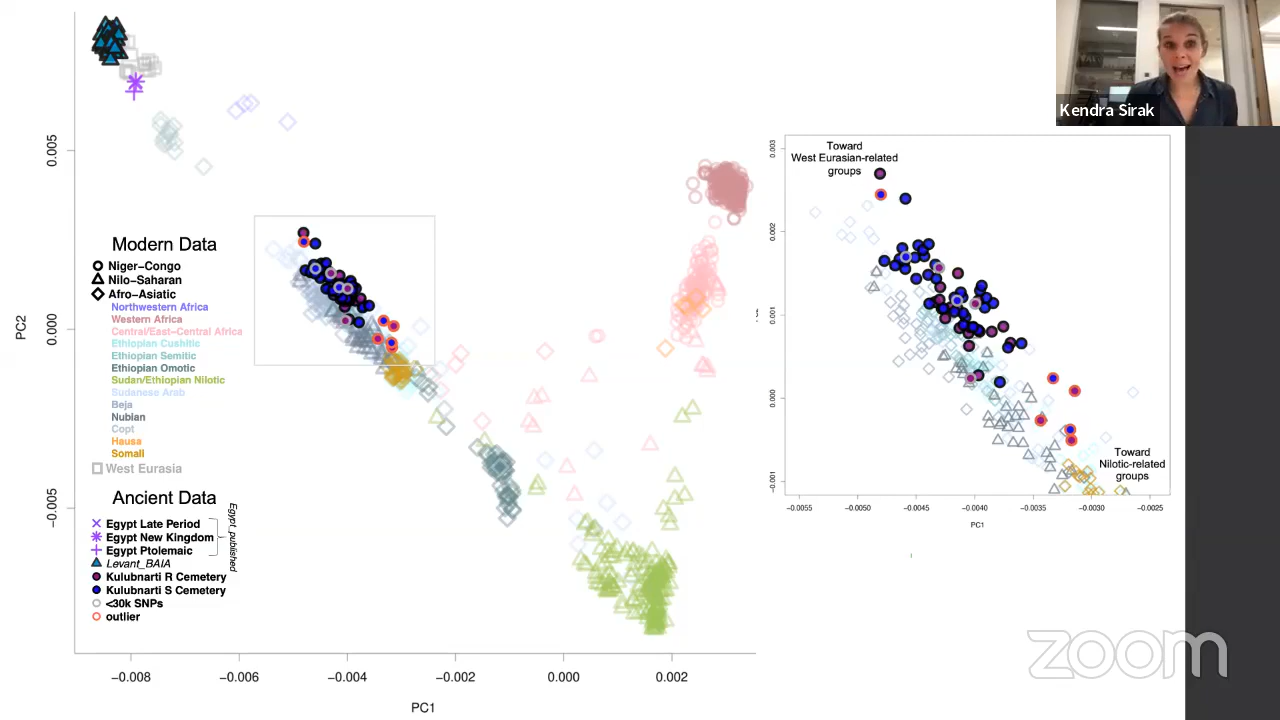 Kendra Sirak
PC2
0.005
0.000
−0.005
Modern Data
Niger−Congo
Nilo−Saharan
Afro−Asiatic
Northwestern Africa
Western Africa
Central/East−Central Africa
Ethiopian Cushitic
Ethiopian Semitic
Ethiopian Omotic
Sudan/Ethiopian Nilotic
Sudanese Arab
Beja
Nubian
Copt
Hausa
Somali
West Eurasia
Ancient Data
Egypt Late Period
Egypt New Kingdom
Egypt Ptolemaic
Egypt_published
Levant_BAIA
Kulubnarti R Cemetery
Kulubnarti S Cemetery
<30k SNPs
outlier
−0.008 −0.006 −0.004 −0.002 0.000 0.002
PC1
Toward
West Eurasian-related
groups
0.003
0.002
0.001
0.000
−0.001
Toward
Nilotic-related
groups
−0.0055 −0.0050 −0.0045 −0.0040 −0.0035 −0.0030 −0.0025
PC1
zoom